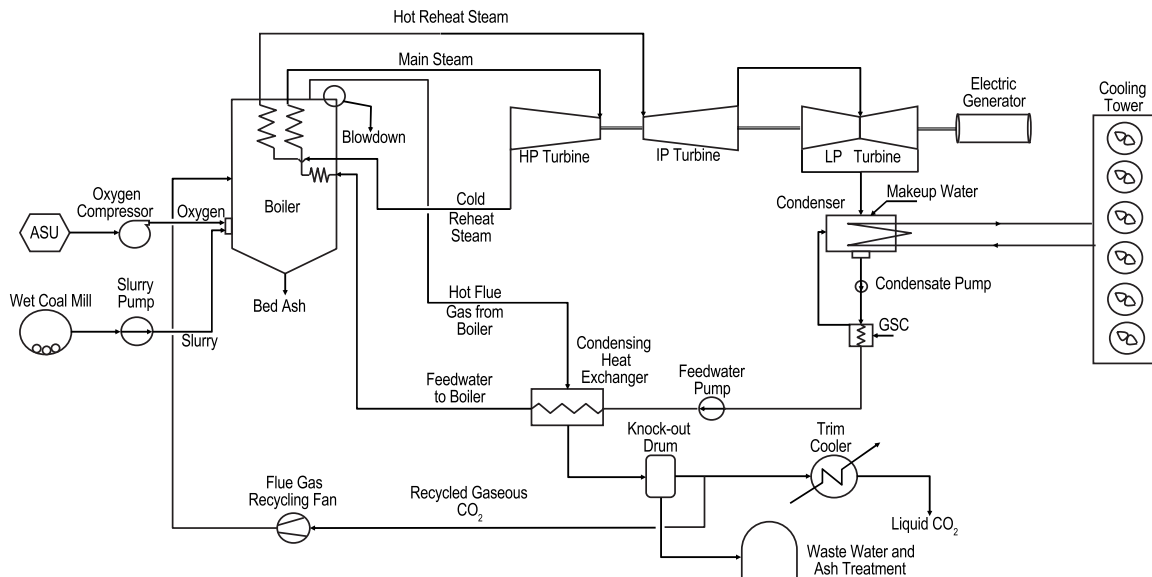 Hot Reheat Steam
Main Steam
Electric
Generator
Cooling
Tower
Blowdown
HP Turbine
IP Turbine
LP Turbine
Oxygen
Compressor
Oxygen
Boiler
Cold
Reheat
Steam
Condenser
Makeup Water
ASU
Slurry
Pump
Wet Coal Mill
Slurry
Bed Ash
Hot Flue
Gas from
Boiler
Condensate Pump
GSC
Condensing
Heat
Exchanger
Feedwater
to Boiler
Feedwater
Pump
Knock-out
Drum
Trim
Cooler
Flue Gas
Recycling Fan
Recycled Gaseous
CO2
Liquid CO2
Waste Water and
Ash Treatment